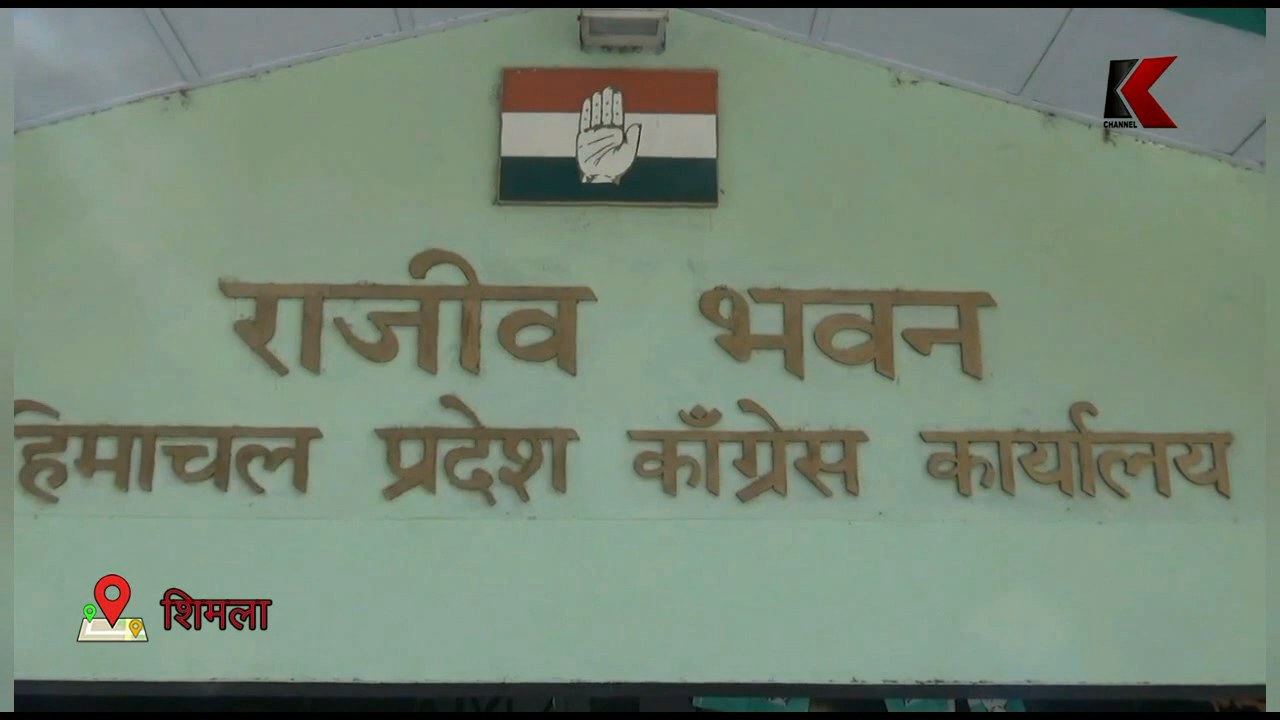 K
CHANNEL
राजीव भवन
हिमाचल प्रदेश काँग्रेस कार्यालय
शिमला